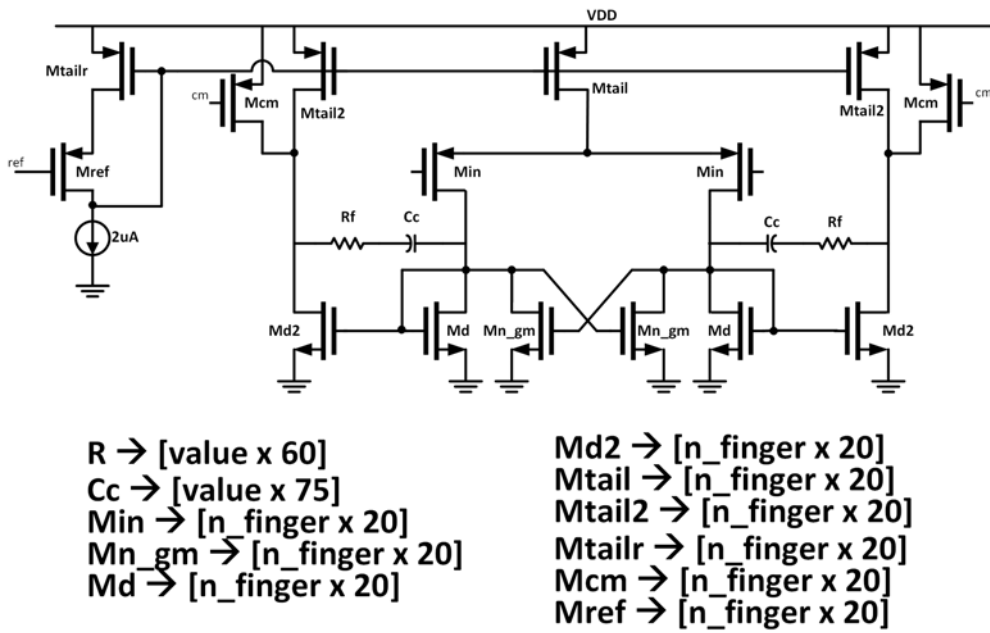 VDD
Mtailr
cm
Mcm
Mtail2
Mtail
Mtail2
Mcm
cm
ref
Mref
Min
Min
2uA
Rf
Cc
Cc
Rf
Md2
Md
Mn_gm
Mn_gm
Md
Md2
R → [value x 60]
Cc → [value x 75]
Min → [n_finger x 20]
Mn_gm → [n_finger x 20]
Md → [n_finger x 20]
Md2 → [n_finger x 20]
Mtail → [n_finger x 20]
Mtail2 → [n_finger x 20]
Mtailr → [n_finger x 20]
Mcm → [n_finger x 20]
Mref → [n_finger x 20]